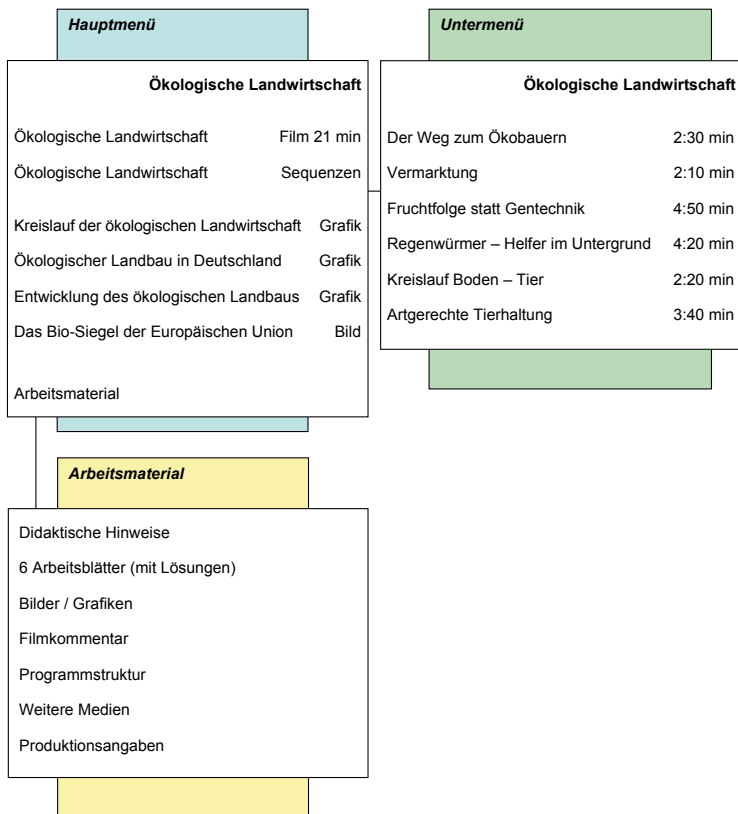 Hauptmenü
Ökologische Landwirtschaft
Ökologische Landwirtschaft Film 21 min
Ökologische Landwirtschaft Sequenzen
Kreislauf der ökologischen Landwirtschaft Grafik
Ökologischer Landbau in Deutschland Grafik
Entwicklung des ökologischen Landbaus Grafik
Das Bio-Siegel der Europäischen Union Bild
Arbeitsmaterial
Untermenü
Ökologische Landwirtschaft
Der Weg zum Ökobauern 2:30 min
Vermarktung 2:10 min
Fruchtfolge statt Gentechnik 4:50 min
Regenwürmer – Helfer im Untergrund 4:20 min
Kreislauf Boden – Tier 2:20 min
Artgerechte Tierhaltung 3:40 min
Arbeitsmaterial
Didaktische Hinweise
6 Arbeitsblätter (mit Lösungen)
Bilder / Grafiken
Filmkommentar
Programmstruktur
Weitere Medien
Produktionsangaben